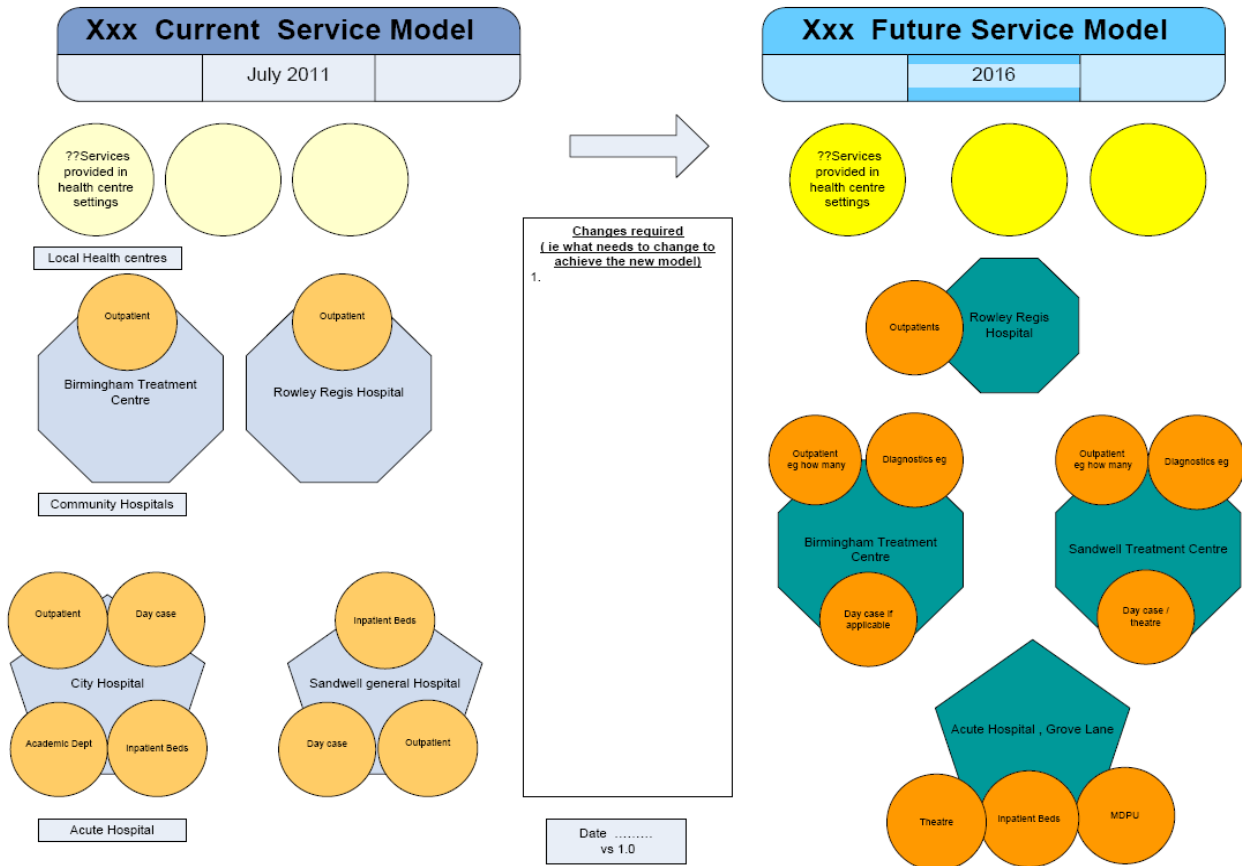 Xxx Current Service Model
July 2011
??Services
provided in
health centre
settings
Local Health centres
Outpatient
Birmingham Treatment
Centre
Outpatient
Rowley Regis Hospital
Community Hospitals
Outpatient
Day case
City Hospital
Academic Dept
Inpatient Beds
Inpatient Beds
Sandwell general Hospital
Day case
Outpatient
Acute Hospital
Changes required
( ie what needs to change to
achieve the new model)
1.
Date .........
vs 1.0
Xxx Future Service Model
2016
??Services
provided in
health centre
settings
Outpatients
Rowley Regis
Hospital
Outpatient
eg how many
Diagnostics eg
Birmingham Treatment
Centre
Day case if
applicable
Outpatient
eg how many
Diagnostics eg
Sandwell Treatment Centre
Day case /
theatre
Acute Hospital , Grove Lane
Theatre
Inpatient Beds
MDPU